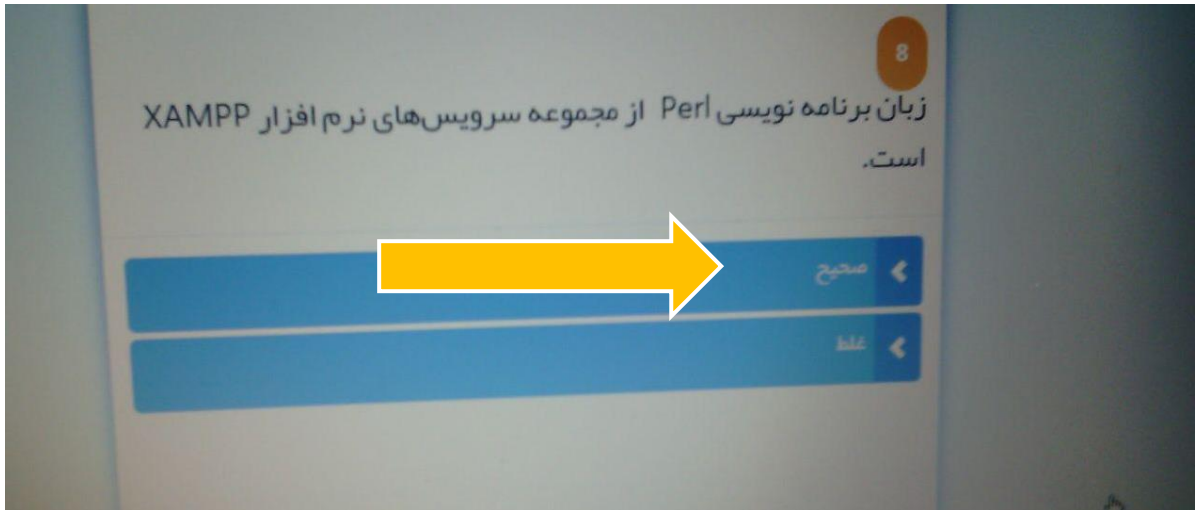 8
زبان برنامه نویسی Perl از مجموعه سرویس‌های نرم افزار XAMPP
است.
صحیح
غلط